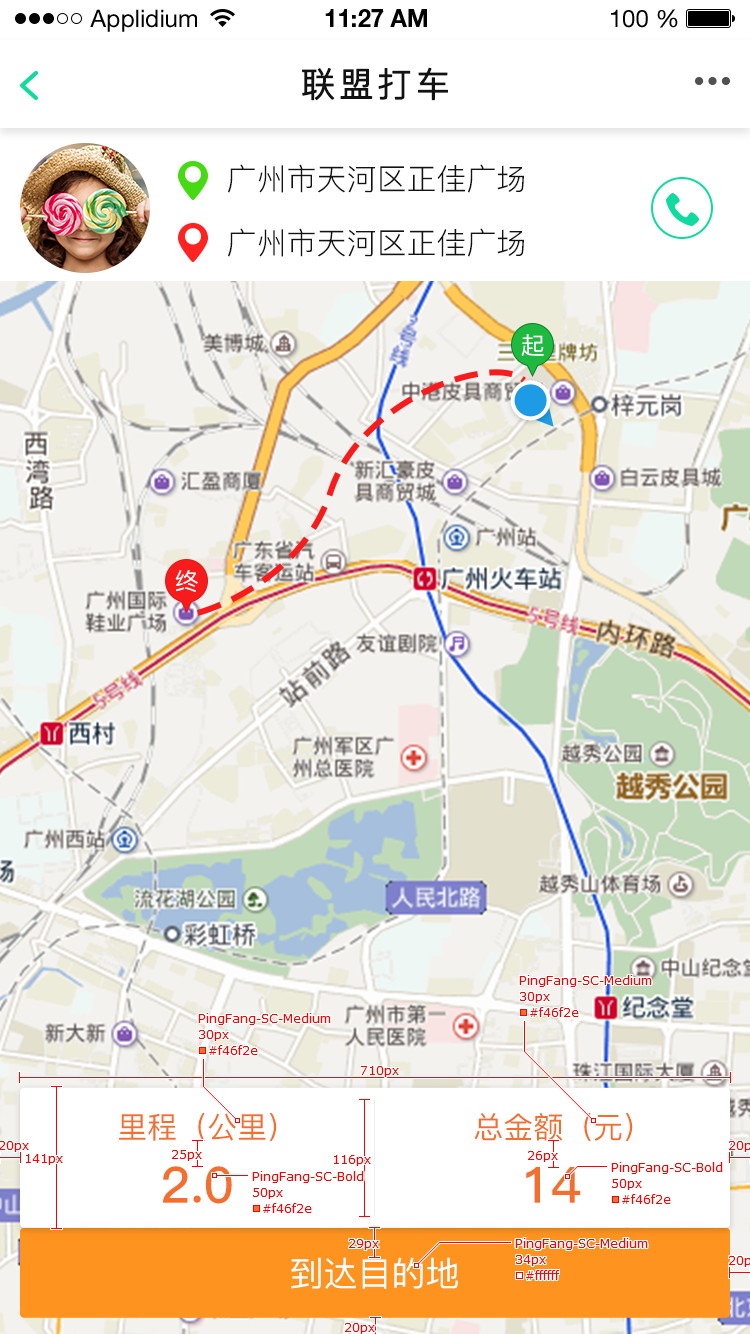 Applidium 11:27 AM 100 %
联盟打车
广州市天河区正佳广场
广州市天河区正佳广场
美博城
号线
三
牌坊
起
中港皮具商贸
梓元岗
西湾路
汇盈商厦
新汇豪皮
具商贸城
白云皮具城
广州站
广
广东省汽
车客运站
终
广州火车站
广州国际
鞋业广场
5号线
内环路
友谊剧院
站前路
5号线
西村
广州军区广
州总医院
越秀公园
越秀公园
广州西站
场
流花湖公园
人民北路
越秀山体育场
彩虹桥
中山纪念堂
PingFang-SC-Medium
30px
#f46f2e
纪念堂
PingFang-SC-Medium
30px
#f46f2e
广州市第一
人民医院
新大新
珠江国际大厦
710px
里程（公里）
总金额（元）
20px
141px
25px
116px
26px
20px
2.0
PingFang-SC-Bold
50px
#f46f2e
14
PingFang-SC-Bold
50px
#f46f2e
29px
PingFang-SC-Medium
34px
#ffffff
20px
到达目的地
20px